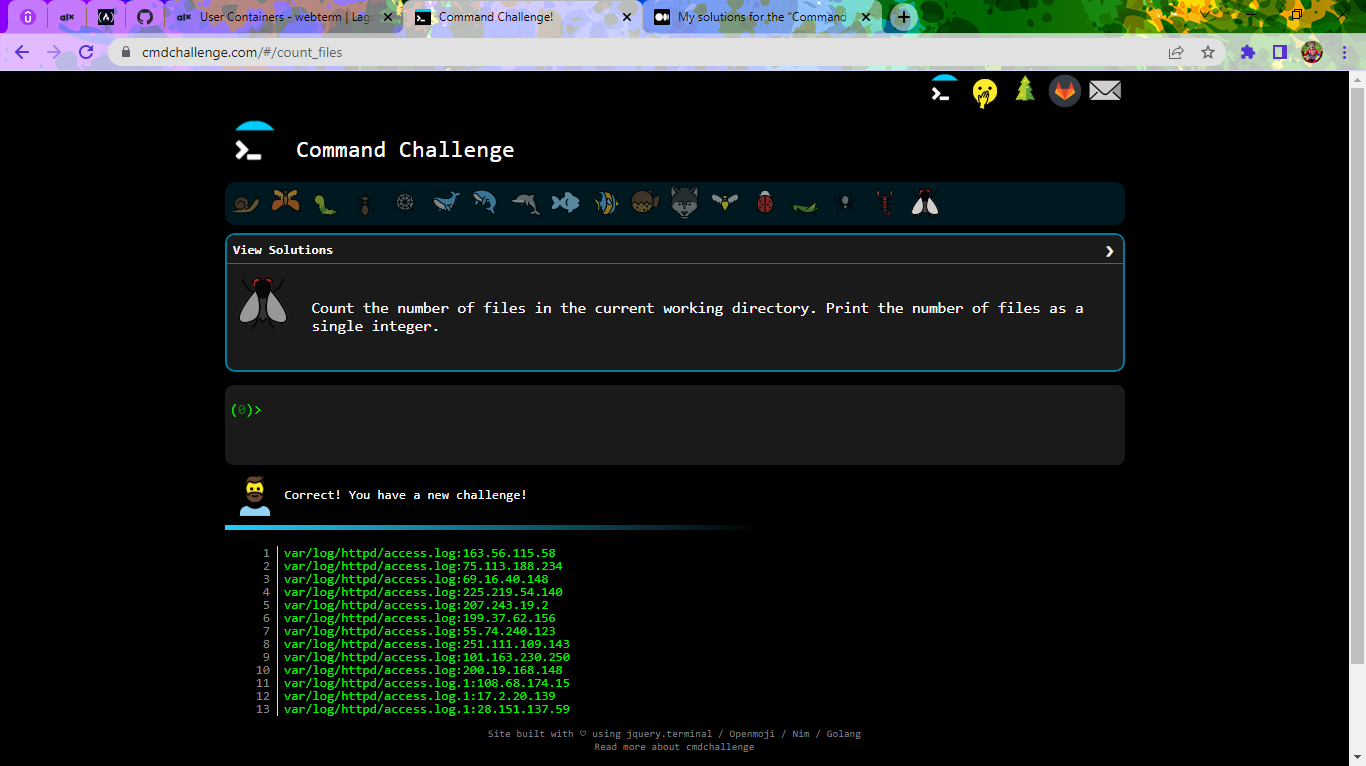 User Containers - webterm | Lag
Command Challenge!
My solutions for the "Command
cmdchallenge.com/#/count_files
Command Challenge
View Solutions
Count the number of files in the current working directory. Print the number of files as a
single integer.
(0)>
Correct! You have a new challenge!
1 var/log/httpd/access.log:163.56.115.58
2 var/log/httpd/access.log:75.113.188.234
3 var/log/httpd/access.log:69.16.40.148
4 var/log/httpd/access.log:225.219.54.140
5 var/log/httpd/access.log:207.243.19.2
6 var/log/httpd/access.log:199.37.62.156
7 var/log/httpd/access.log:55.74.240.123
8 var/log/httpd/access.log:251.111.109.143
9 var/log/httpd/access.log:101.163.230.250
10 var/log/httpd/access.log:200.19.168.148
11 var/log/httpd/access.log.1:108.68.174.15
12 var/log/httpd/access.log.1:17.2.20.139
13 var/log/httpd/access.log.1:28.151.137.59
Site built with ♡ using jquery.terminal / Openmoji / Nim / Golang
Read more about cmdchallenge